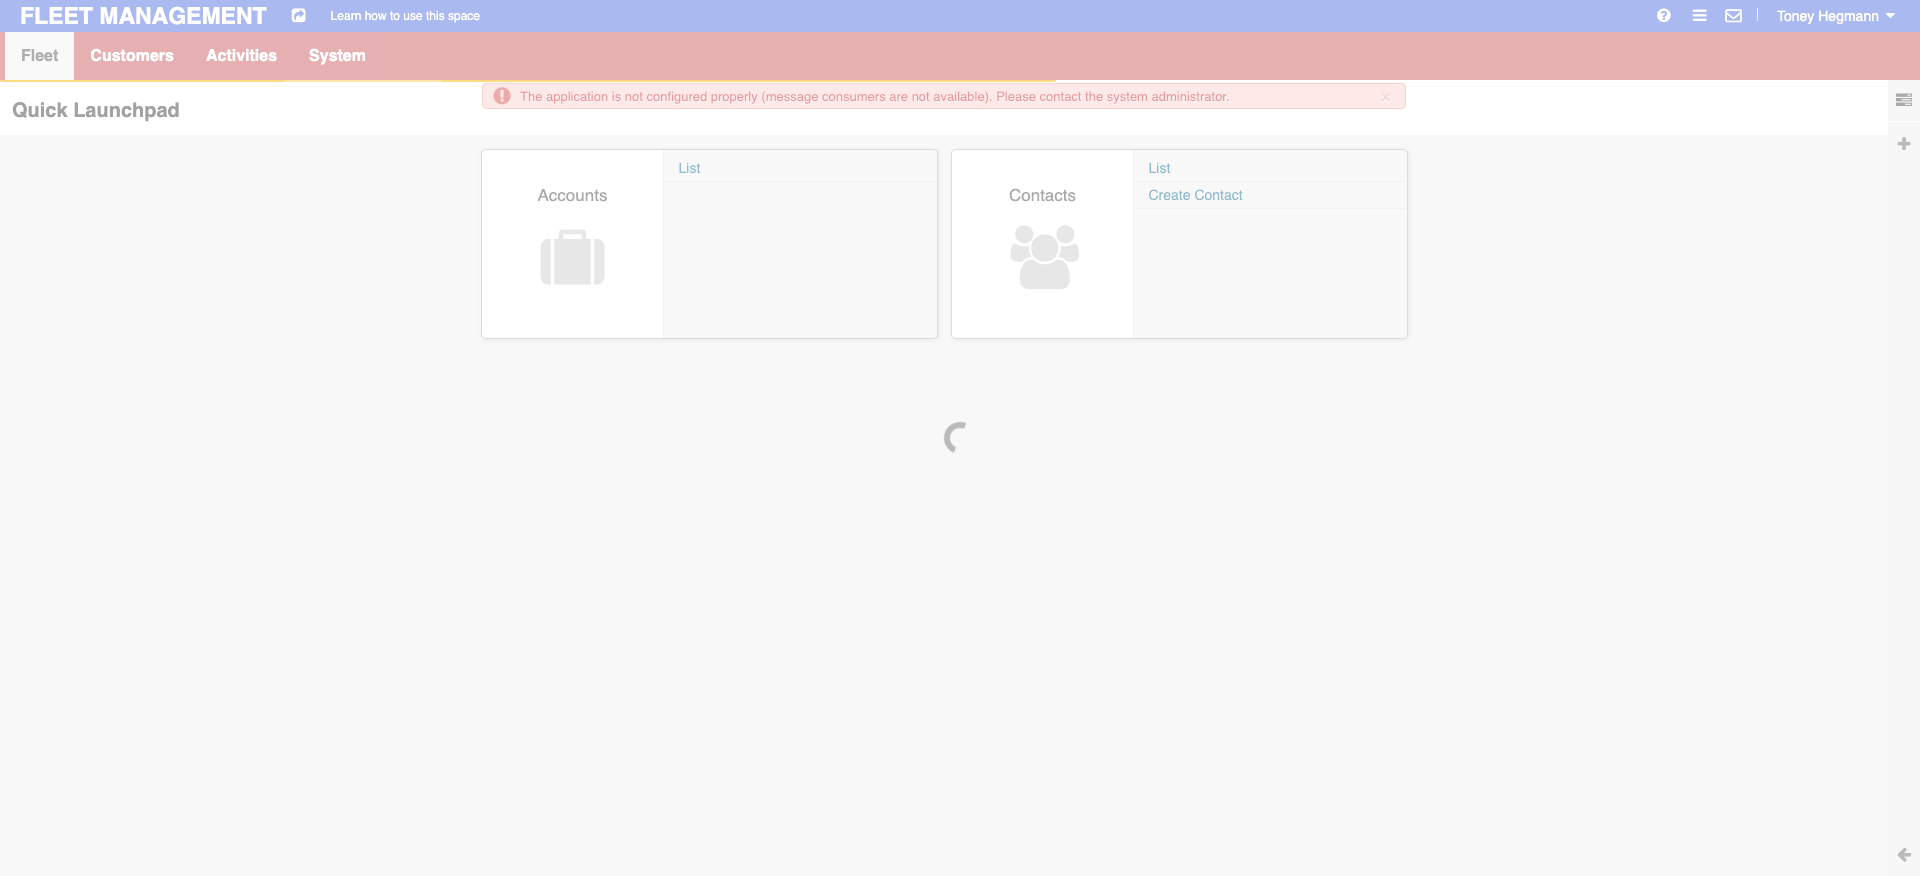 FLEET MANAGEMENT
Learn how to use this space
Toney Hegmann
Fleet
Customers
Activities
System
The application is not configured properly (message consumers are not available). Please contact the system administrator.
Quick Launchpad
Accounts
List
Contacts
List
Create Contact